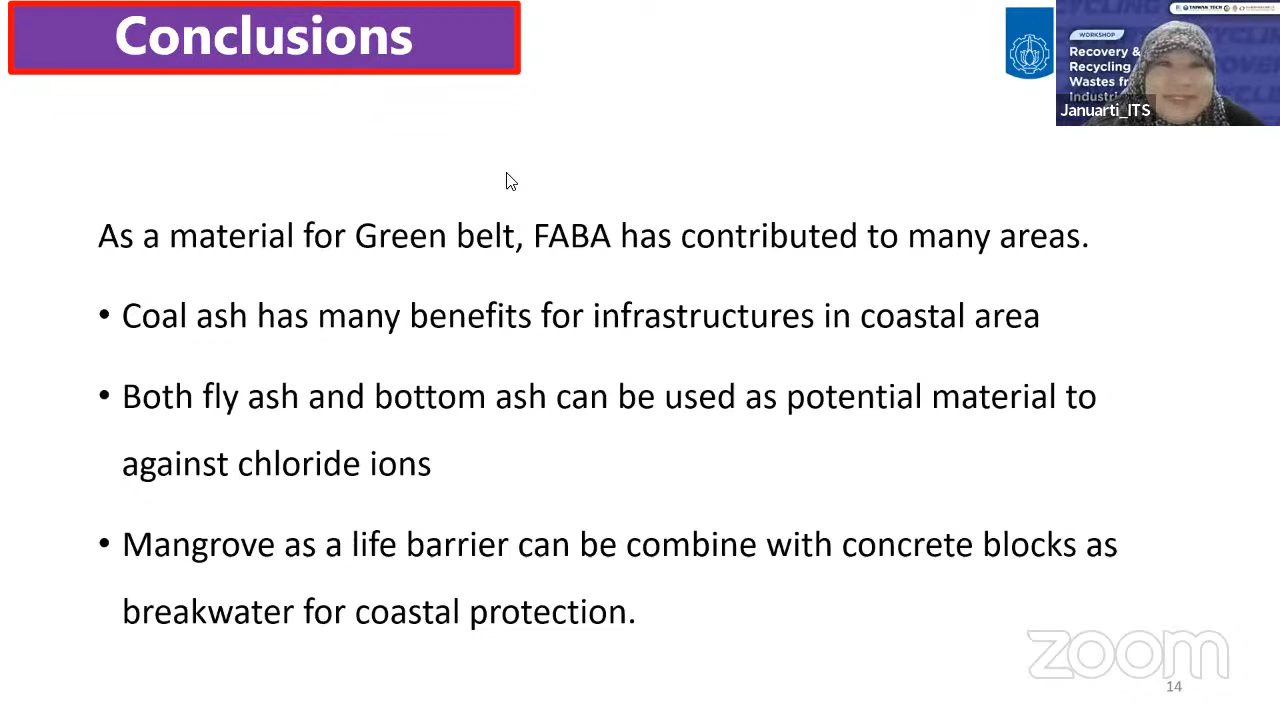 Conclusions
TAIWAN TECH
WORKSHOP
Recovery &
Recycling
Wastes fr
Industri
Januarti_ITS
As a material for Green belt, FABA has contributed to many areas.
• Coal ash has many benefits for infrastructures in coastal area
• Both fly ash and bottom ash can be used as potential material to
against chloride ions
• Mangrove as a life barrier can be combine with concrete blocks as
breakwater for coastal protection.
zoom
14